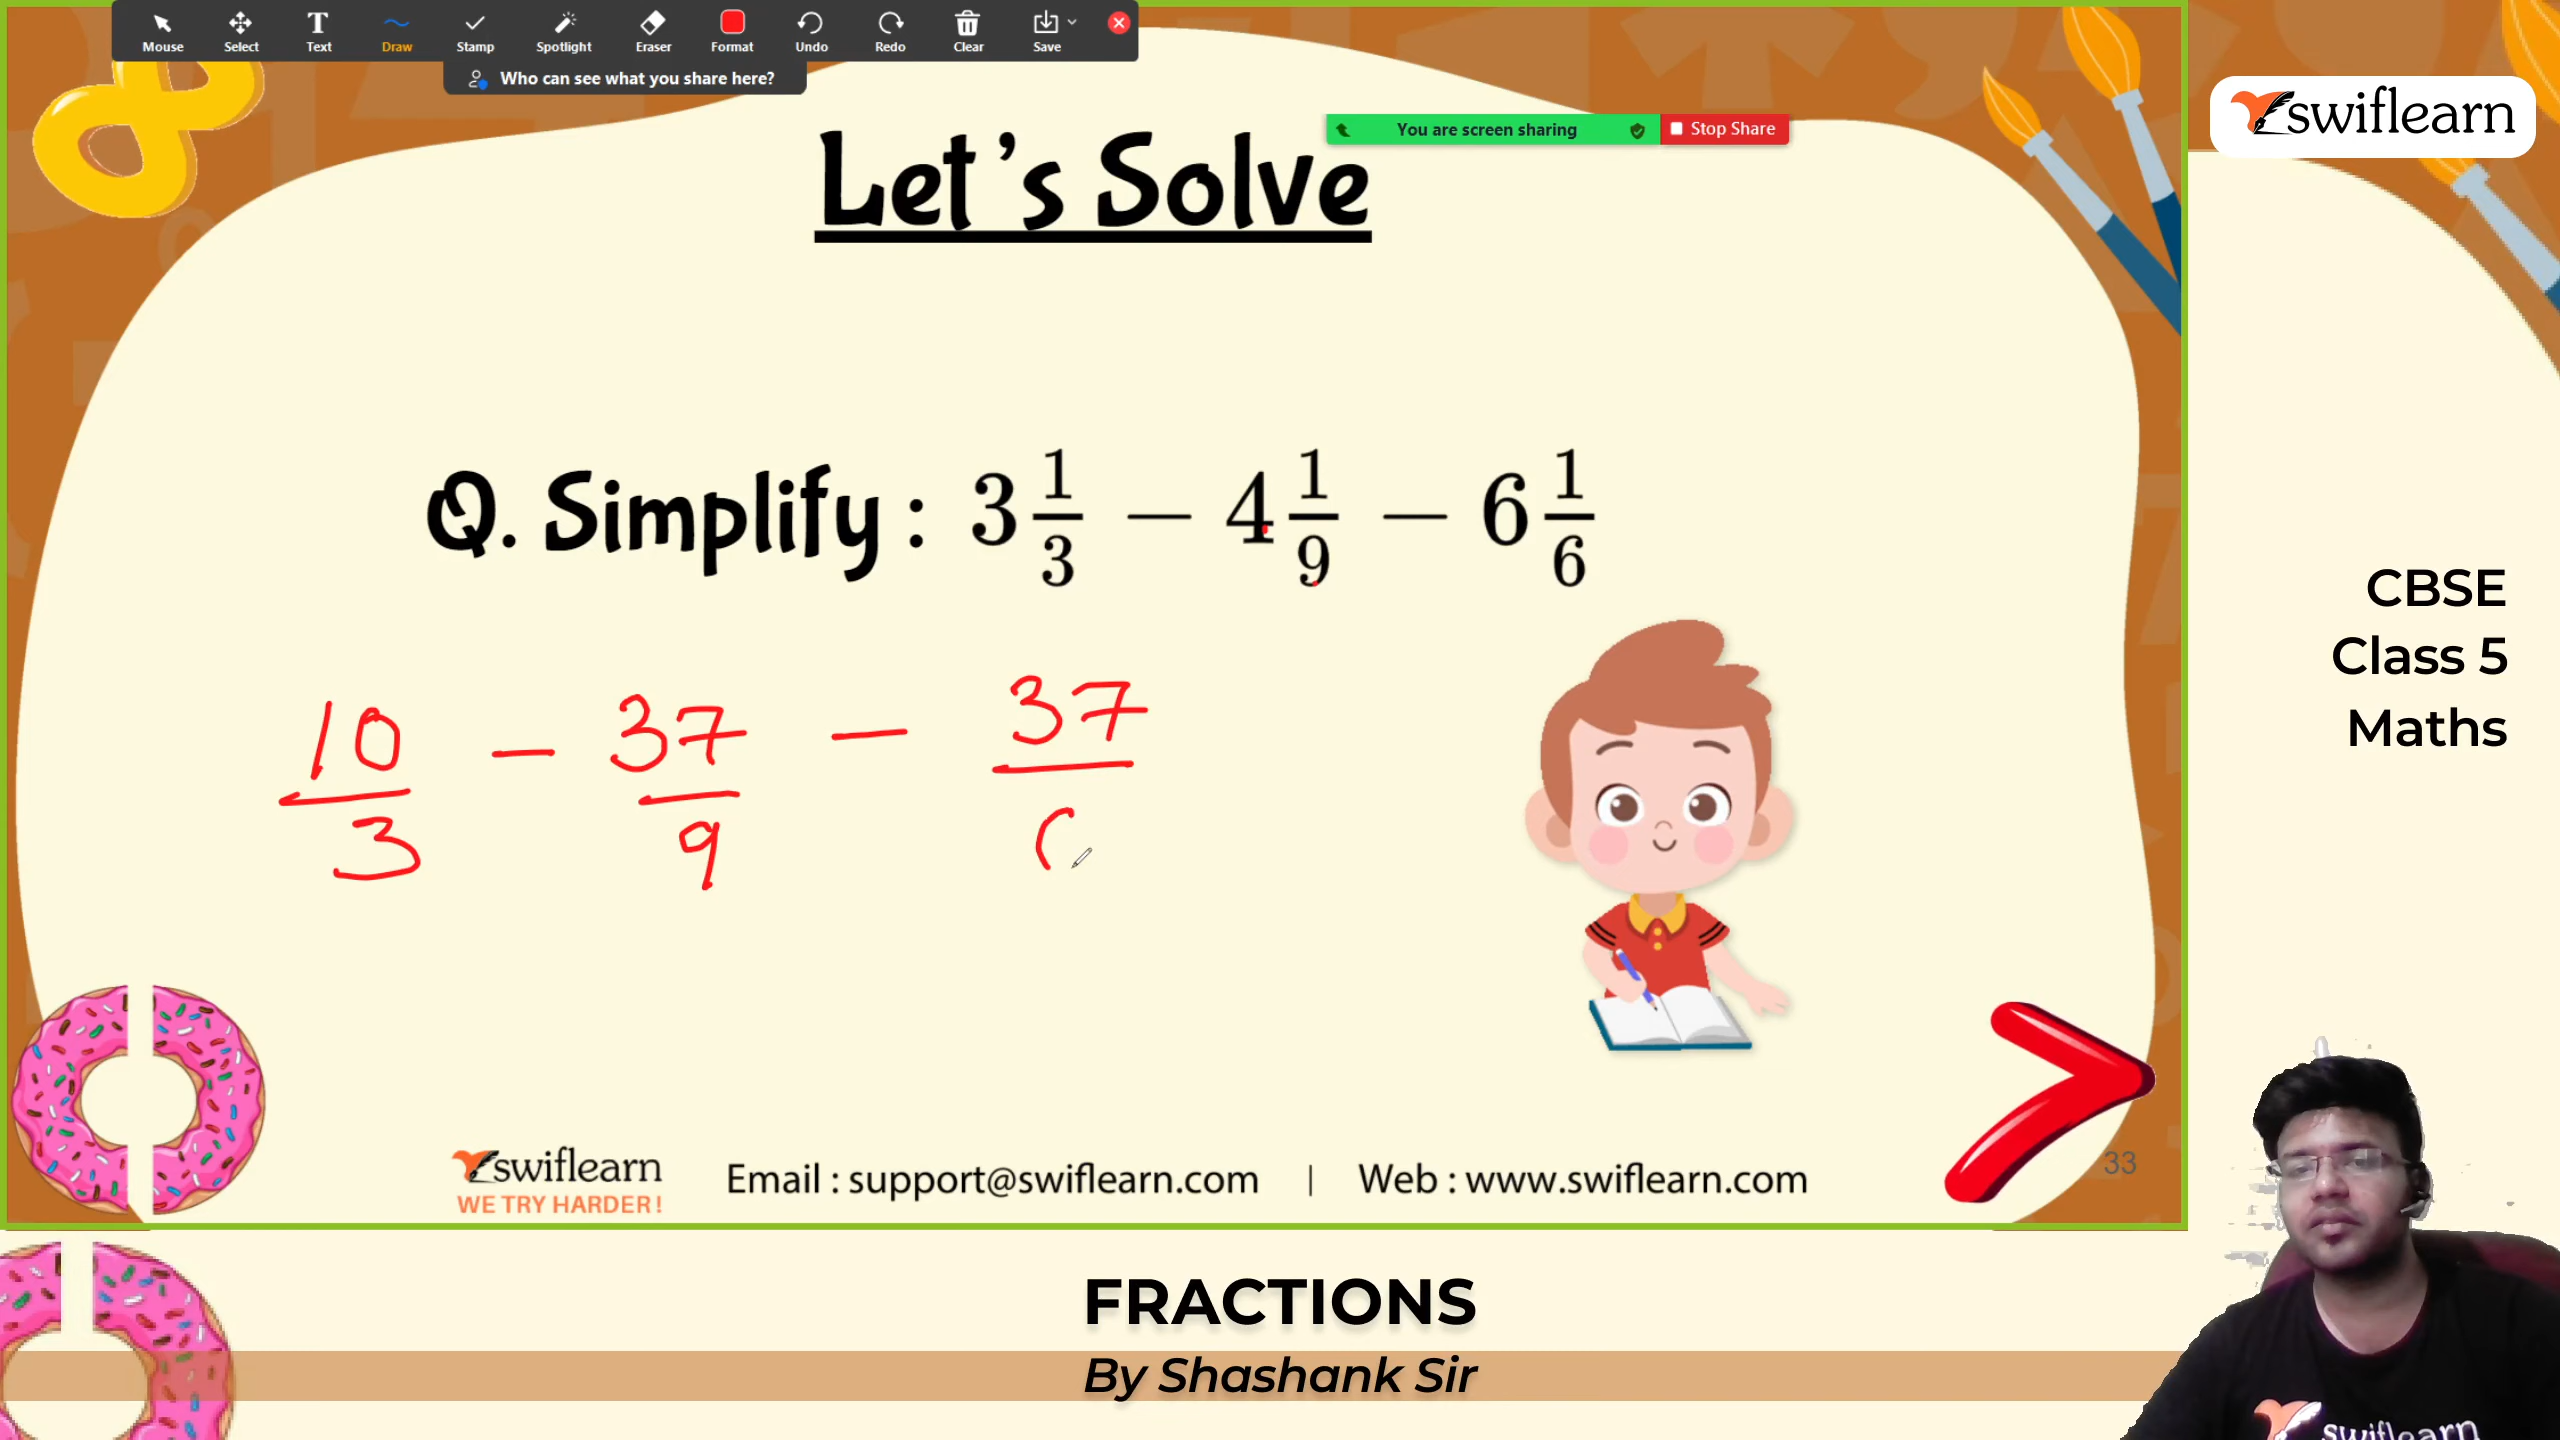 Mouse Select Text Draw Stamp Spotlight Eraser Format Undo Redo Clear Save
Who can see what you share here?
You are screen sharing Stop Share
swiflearn
Let's Solve
Q. Simplify : 3 1/3 − 4 1/9 − 6 1/6
10/3 − 37/9 − 37/
CBSE
Class 5
Maths
swiflearn
WE TRY HARDER !
Email : support@swiflearn.com | Web : www.swiflearn.com
33
FRACTIONS
By Shashank Sir
swiflearn